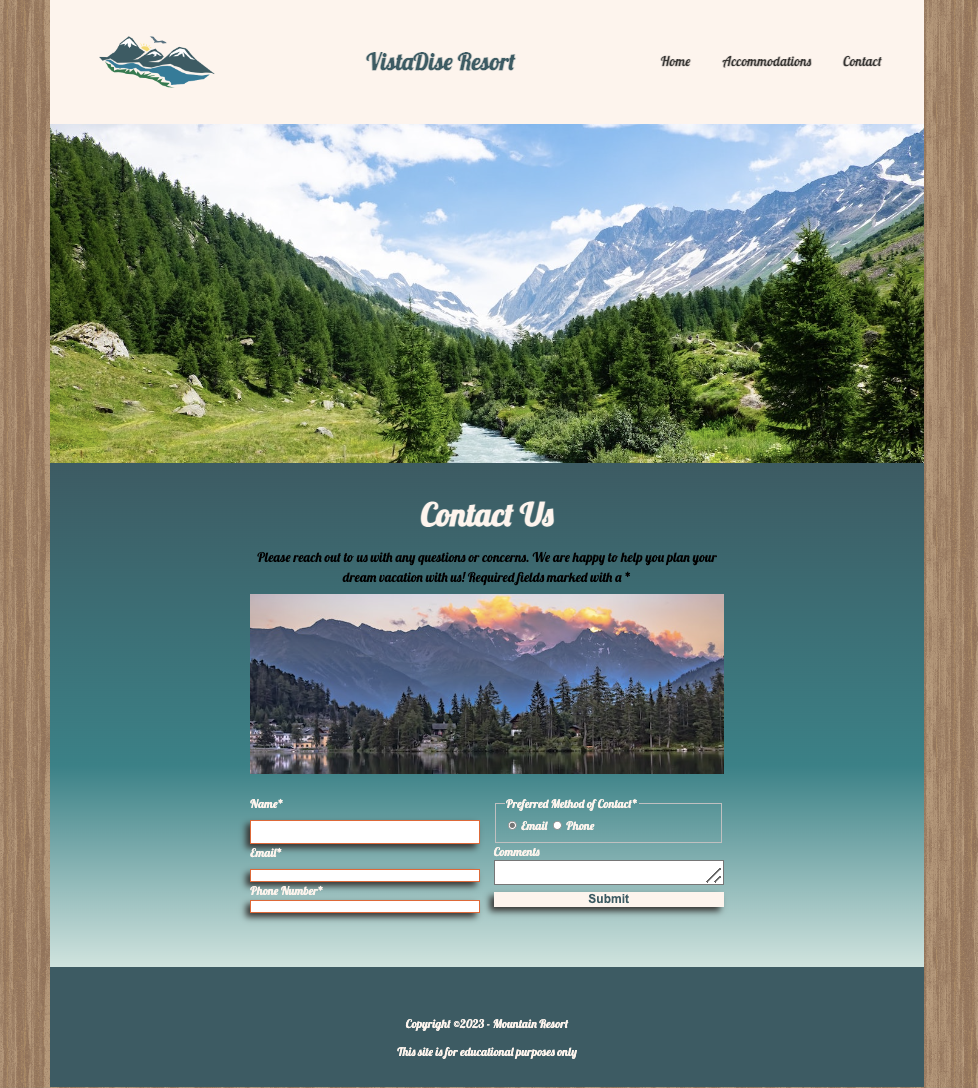 VistaDise Resort
Home Accommodations Contact
Contact Us
Please reach out to us with any questions or concerns. We are happy to help you plan your
dream vacation with us! Required fields marked with a *
Name*
Email*
Phone Number*
Preferred Method of Contact*
Email Phone
Comments
Submit
Copyright ©2023 - Mountain Resort
This site is for educational purposes only